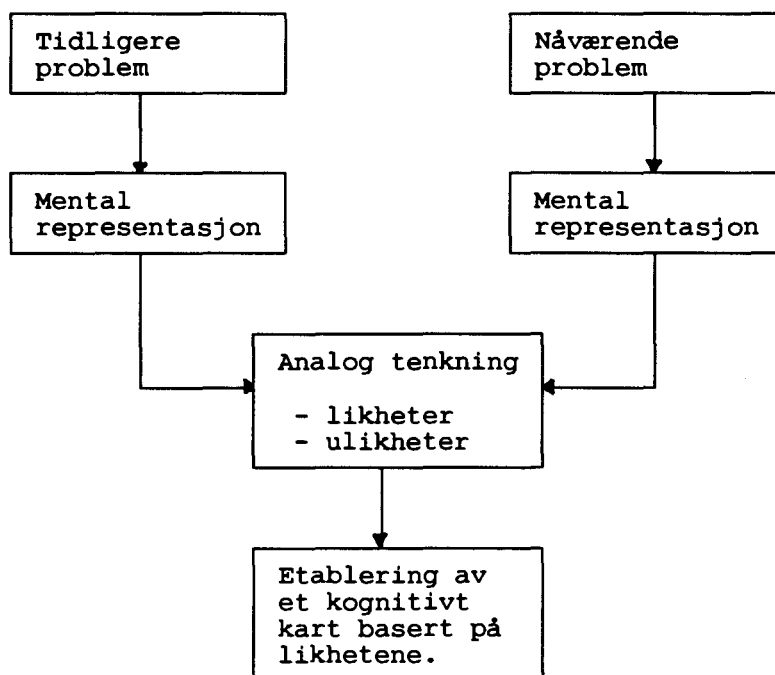 Tidligere
problem
Nåværende
problem
Mental
representasjon
Mental
representasjon
Analog tenkning
- likheter
- ulikheter
Etablering av
et kognitivt
kart basert på
likhetene.